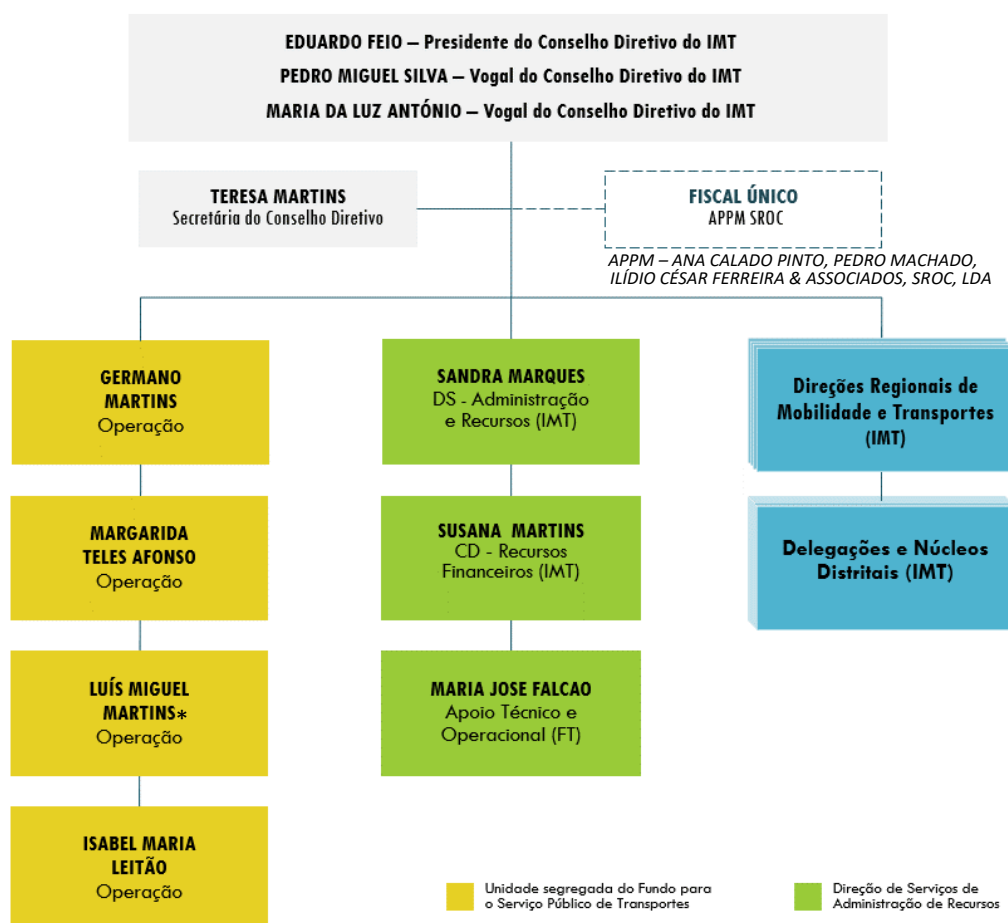 EDUARDO FEIO – Presidente do Conselho Diretivo do IMT
PEDRO MIGUEL SILVA – Vogal do Conselho Diretivo do IMT
MARIA DA LUZ ANTÓNIO – Vogal do Conselho Diretivo do IMT
TERESA MARTINS
Secretária do Conselho Diretivo
FISCAL ÚNICO
APPM SROC
APPM – ANA CALADO PINTO, PEDRO MACHADO,
ILÍDIO CÉSAR FERREIRA & ASSOCIADOS, SROC, LDA
GERMANO
MARTINS
Operação
MARGARIDA
TELES AFONSO
Operação
LUÍS MIGUEL
MARTINS*
Operação
ISABEL MARIA
LEITÃO
Operação
SANDRA MARQUES
DS - Administração
e Recursos (IMT)
SUSANA MARTINS
CD - Recursos
Financeiros (IMT)
MARIA JOSE FALCAO
Apoio Técnico e
Operacional (FT)
Direções Regionais de
Mobilidade e Transportes
(IMT)
Delegações e Núcleos
Distritais (IMT)
Unidade segregada do Fundo para
o Serviço Público de Transportes
Direção de Serviços de
Administração de Recursos